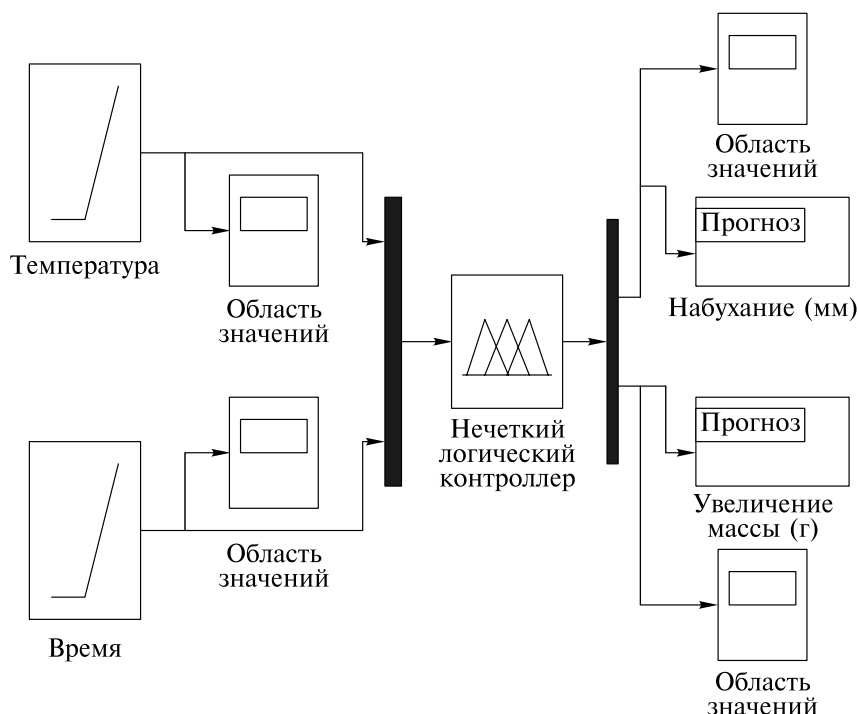 Температура
Область
значений
Время
Область
значений
Нечеткий
логический
контроллер
Область
значений
Прогноз
Набухание (мм)
Прогноз
Увеличение
массы (г)
Область
значений